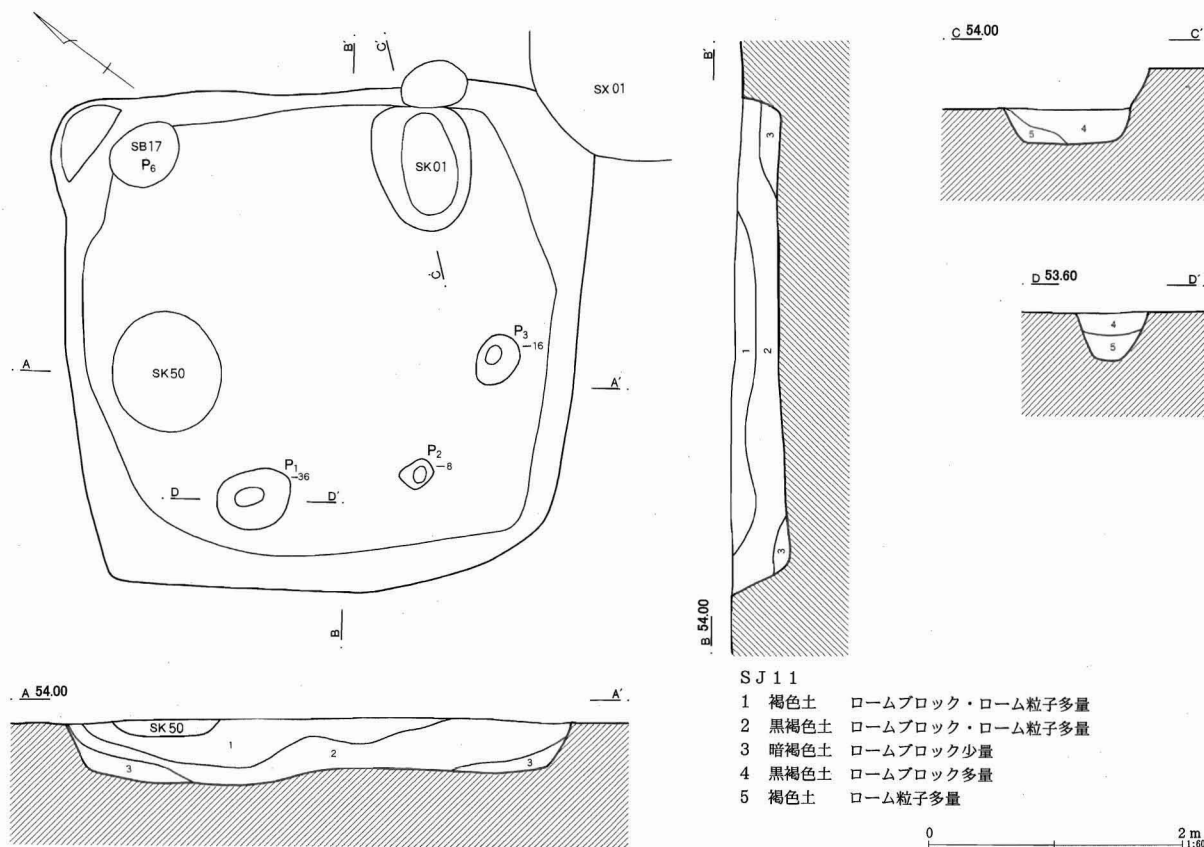 B'
C'
SX 01
SB17
P6
SK01
C
P3
-16
A
SK50
A'
P2
-8
P1
-36
D
D'
B
A 54.00
A'
SK50
1
2
3
3
B'
3
1
2
3
B 54.00
C 54.00
C'
5
4
D 53.60
D'
4
5
SJ11
1 褐色土 ロームブロック・ローム粒子多量
2 黒褐色土 ロームブロック・ローム粒子多量
3 暗褐色土 ロームブロック少量
4 黒褐色土 ロームブロック多量
5 褐色土 ローム粒子多量
0
2 m